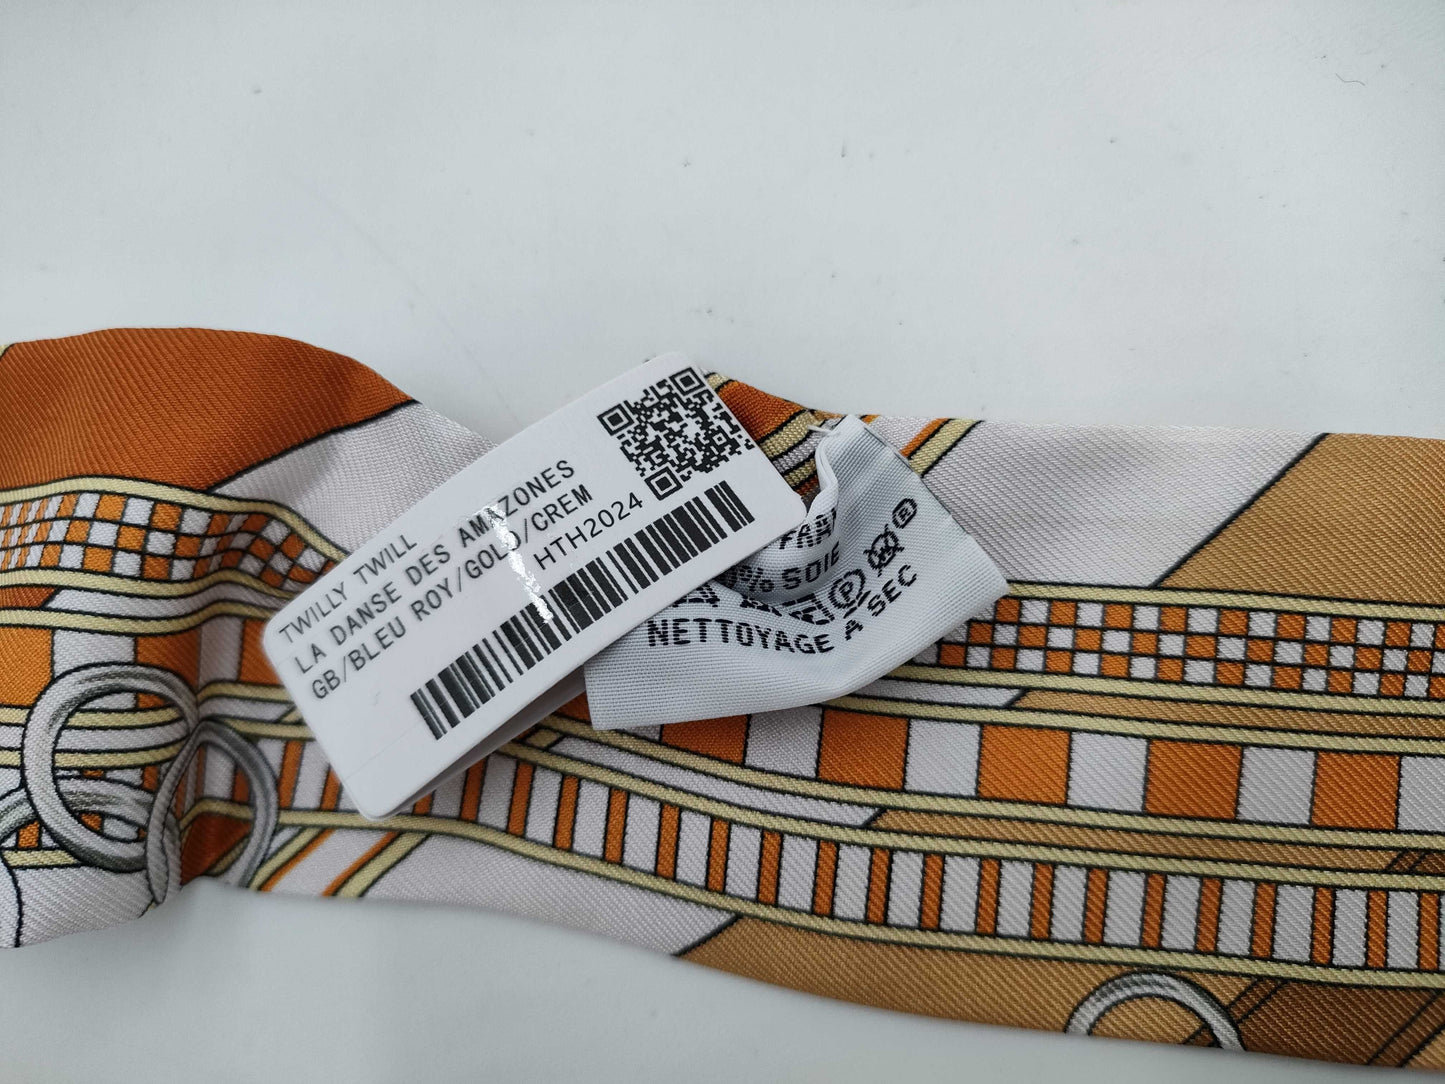 TWILLY TWILL
LA DANSE DES AMAZONES
GB/BLEU ROY/GOLD/CREM
HTH2024
SOIE
NETTOYAGE A SEC